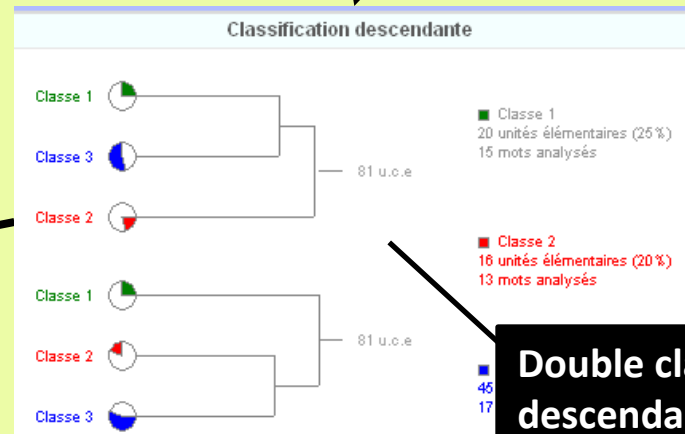 Classification descendante
Classe 1
Classe 3
81 u.c.e
Classe 2
Classe 1
Classe 2
81 u.c.e
Classe 3
Classe 1
20 unités élémentaires (25%)
15 mots analysés
Classe 2
16 unités élémentaires (20%)
13 mots analysés
45
17
Double
descenda